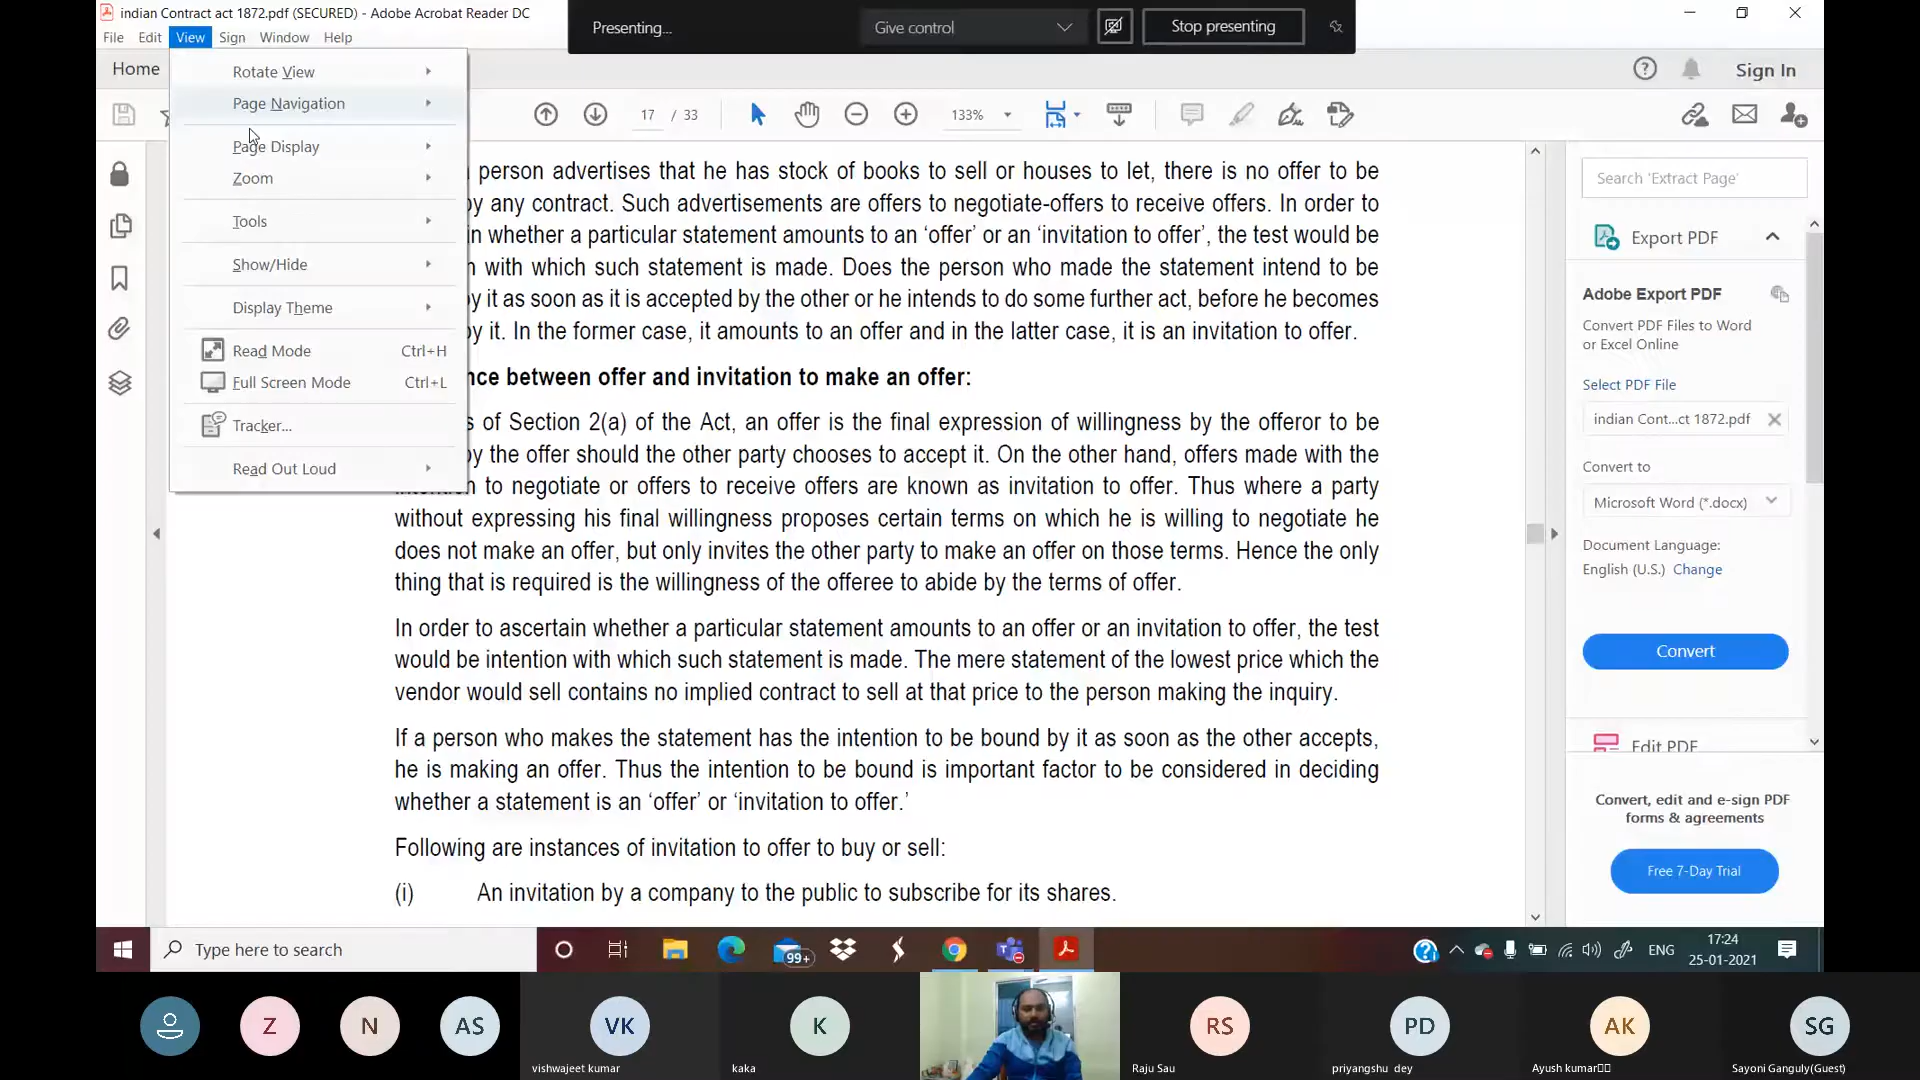 indian Contract act 1872.pdf (SECURED) - Adobe Acrobat Reader DC
Presenting...
Give control
Stop presenting
File Edit View Sign Window Help
Home
Sign In
Rotate View
Page Navigation
Page Display
Zoom
Tools
Show/Hide
Display Theme
Read Mode Ctrl+H
Full Screen Mode Ctrl+L
Tracker...
Read Out Loud
17 / 33
133%
person advertises that he has stock of books to sell or houses to let, there is no offer to be
by any contract. Such advertisements are offers to negotiate-offers to receive offers. In order to
in whether a particular statement amounts to an ‘offer’ or an ‘invitation to offer’, the test would be
n with which such statement is made. Does the person who made the statement intend to be
by it as soon as it is accepted by the other or he intends to do some further act, before he becomes
by it. In the former case, it amounts to an offer and in the latter case, it is an invitation to offer.
nce between offer and invitation to make an offer:
s of Section 2(a) of the Act, an offer is the final expression of willingness by the offeror to be
by the offer should the other party chooses to accept it. On the other hand, offers made with the
intention to negotiate or offers to receive offers are known as invitation to offer. Thus where a party
without expressing his final willingness proposes certain terms on which he is willing to negotiate he
does not make an offer, but only invites the other party to make an offer on those terms. Hence the only
thing that is required is the willingness of the offeree to abide by the terms of offer.
In order to ascertain whether a particular statement amounts to an offer or an invitation to offer, the test
would be intention with which such statement is made. The mere statement of the lowest price which the
vendor would sell contains no implied contract to sell at that price to the person making the inquiry.
If a person who makes the statement has the intention to be bound by it as soon as the other accepts,
he is making an offer. Thus the intention to be bound is important factor to be considered in deciding
whether a statement is an ‘offer’ or ‘invitation to offer.’
Following are instances of invitation to offer to buy or sell:
(i) An invitation by a company to the public to subscribe for its shares.
Search 'Extract Page'
Export PDF
Adobe Export PDF
Convert PDF Files to Word
or Excel Online
Select PDF File
indian Cont...ct 1872.pdf
Convert to
Microsoft Word (*.docx)
Document Language:
English (U.S.) Change
Convert
Edit PDF
Convert, edit and e-sign PDF
forms & agreements
Free 7-Day Trial
Type here to search
99+
ENG
17:24
25-01-2021
Z
N
AS
VK
K
RS
PD
AK
SG
vishwajeet kumar
kaka
Raju Sau
priyangshu dey
Ayush kumar
Sayoni Ganguly(Guest)